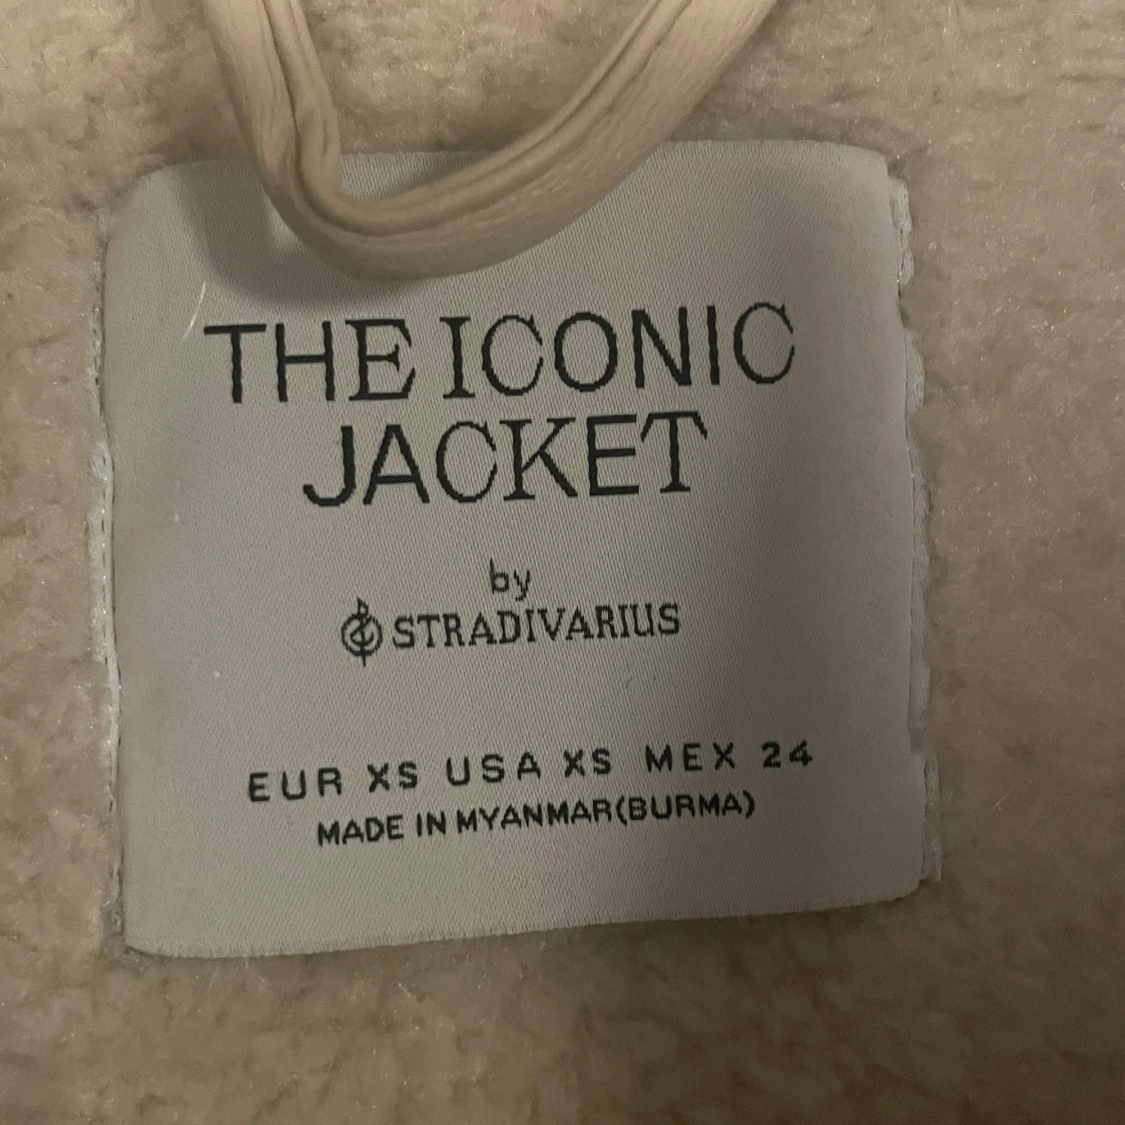 THE ICONIC
JACKET
by
STRADIVARIUS
EUR XS USA XS MEX 24
MADE IN MYANMAR(BURMA)